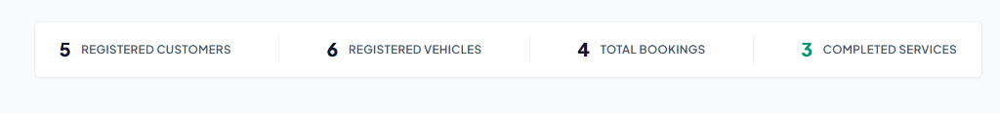 5 REGISTERED CUSTOMERS 6 REGISTERED VEHICLES 4 TOTAL BOOKINGS 3 COMPLETED SERVICES